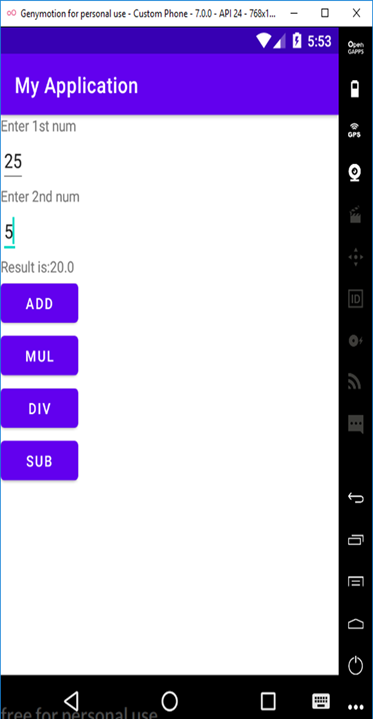 Genymotion for personal use - Custom Phone - 7.0.0 - API 24 - 768x1...
5:53
Open
GAPPS
My Application
GPS
Enter 1st num
25
Enter 2nd num
5
Result is:20.0
ID
ADD
MUL
DIV
SUB
free for personal use